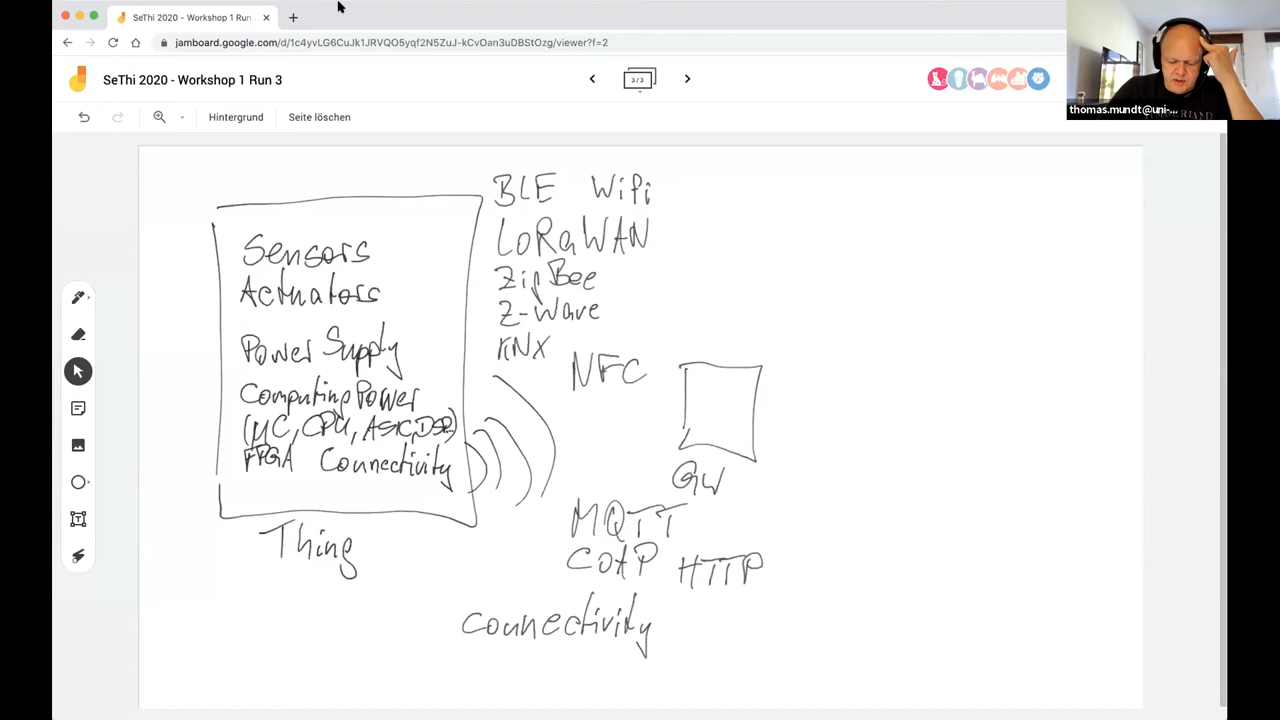 SeThi 2020 - Workshop 1 Run
jamboard.google.com/d/1c4yvLG6CuJk1JRVQO5yqf2N5ZuJ-kCvOan3uDBStOzg/viewer?f=2
SeThi 2020 - Workshop 1 Run 3
3/3
thomas.mundt@uni-...
Hintergrund
Seite löschen
Sensors
Actuators
Power Supply
Computing Power
(µC, CPU, ASIC, DSP)
FPGA Connectivity
Thing
BLE Wifi
LoRaWAN
ZigBee
Z-Wave
KNX
NFC
GW
MQTT
COAP HTTP
Connectivity